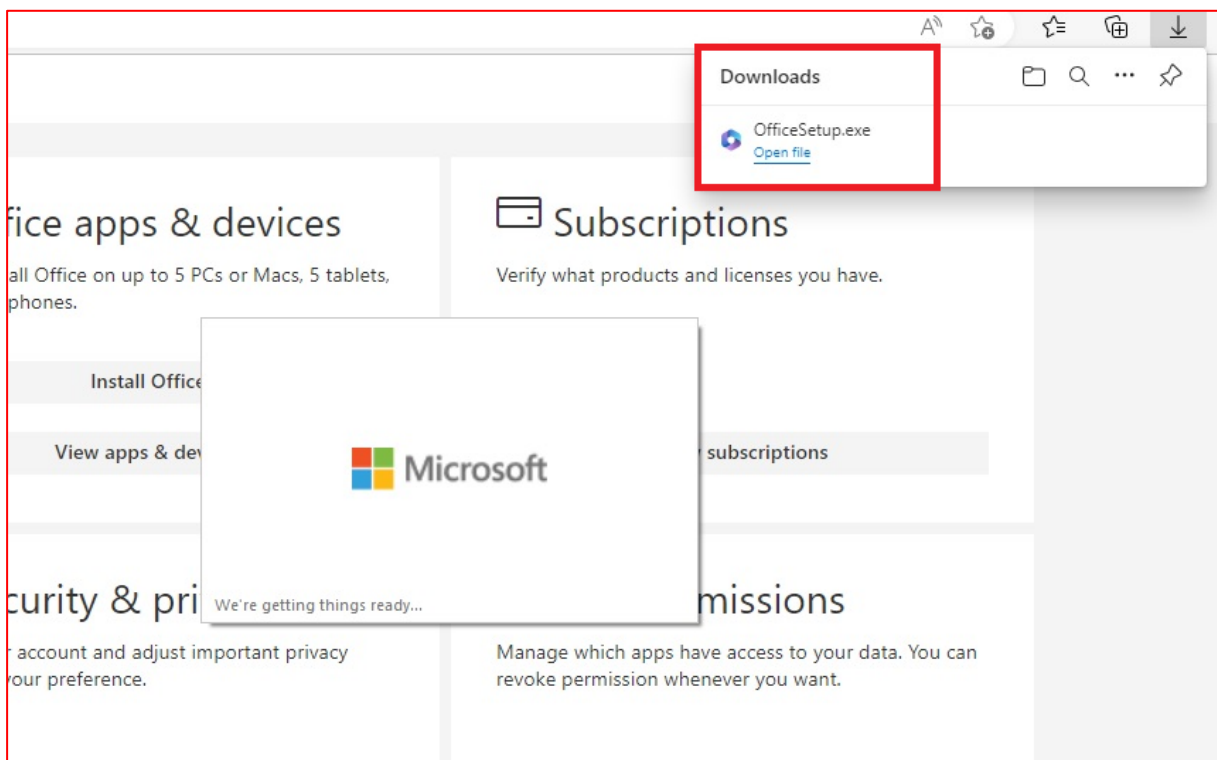 Downloads
OfficeSetup.exe
Open file
fice apps & devices
all Office on up to 5 PCs or Macs, 5 tablets,
phones.
Install Office
View apps & dev
Subscriptions
Verify what products and licenses you have.
subscriptions
Microsoft
We're getting things ready...
curity & pri
account and adjust important privacy
your preference.
missions
Manage which apps have access to your data. You can
revoke permission whenever you want.